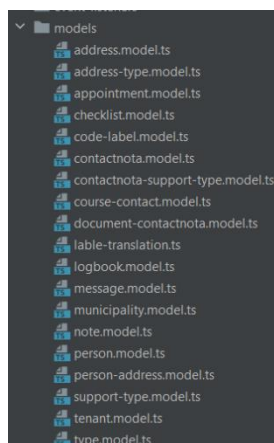 models
address.model.ts
address-type.model.ts
appointment.model.ts
checklist.model.ts
code-label.model.ts
contactnota.model.ts
contactnota-support-type.model.ts
course-contact.model.ts
document-contactnota.model.ts
lable-translation.ts
logbook.model.ts
message.model.ts
municipality.model.ts
note.model.ts
person.model.ts
person-address.model.ts
support-type.model.ts
tenant.model.ts
type.model.ts